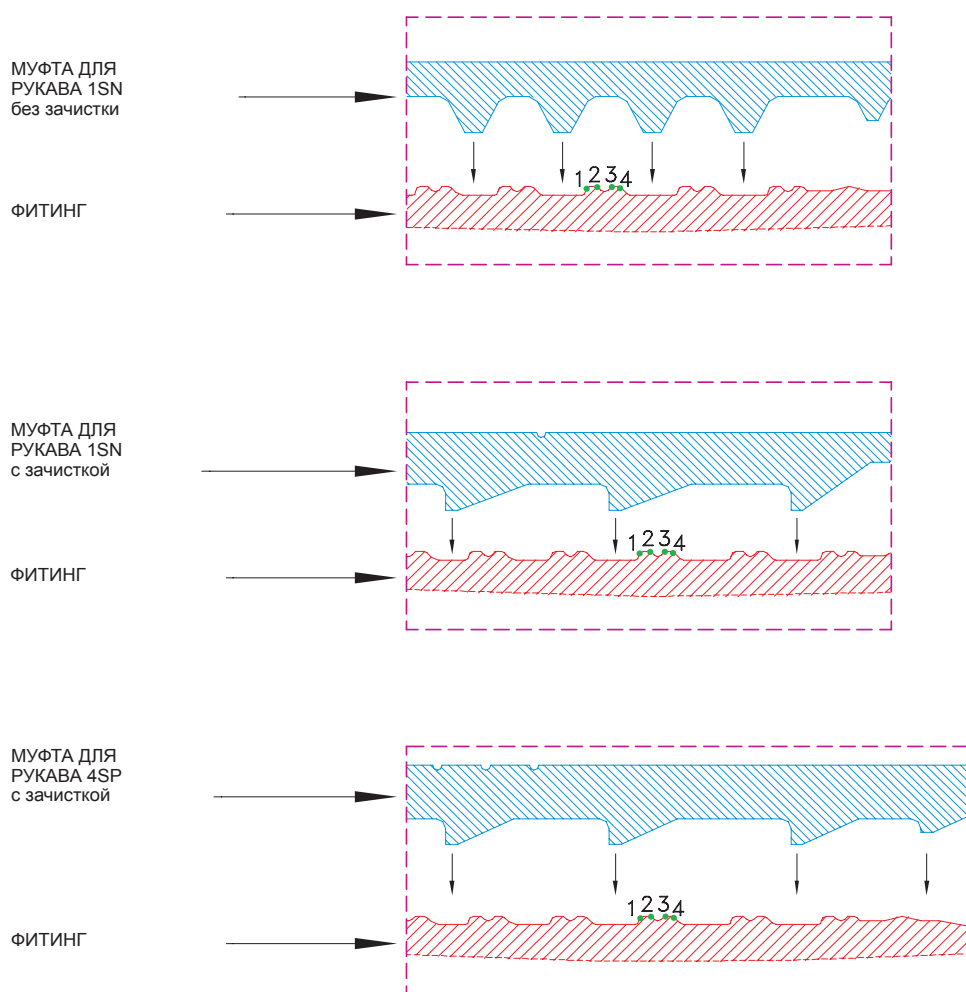 МУФТА ДЛЯ
РУКАВА 1SN
без зачистки
1 2 3 4
ФИТИНГ
МУФТА ДЛЯ
РУКАВА 1SN
с зачисткой
1 2 3 4
ФИТИНГ
МУФТА ДЛЯ
РУКАВА 4SP
с зачисткой
1 2 3 4
ФИТИНГ